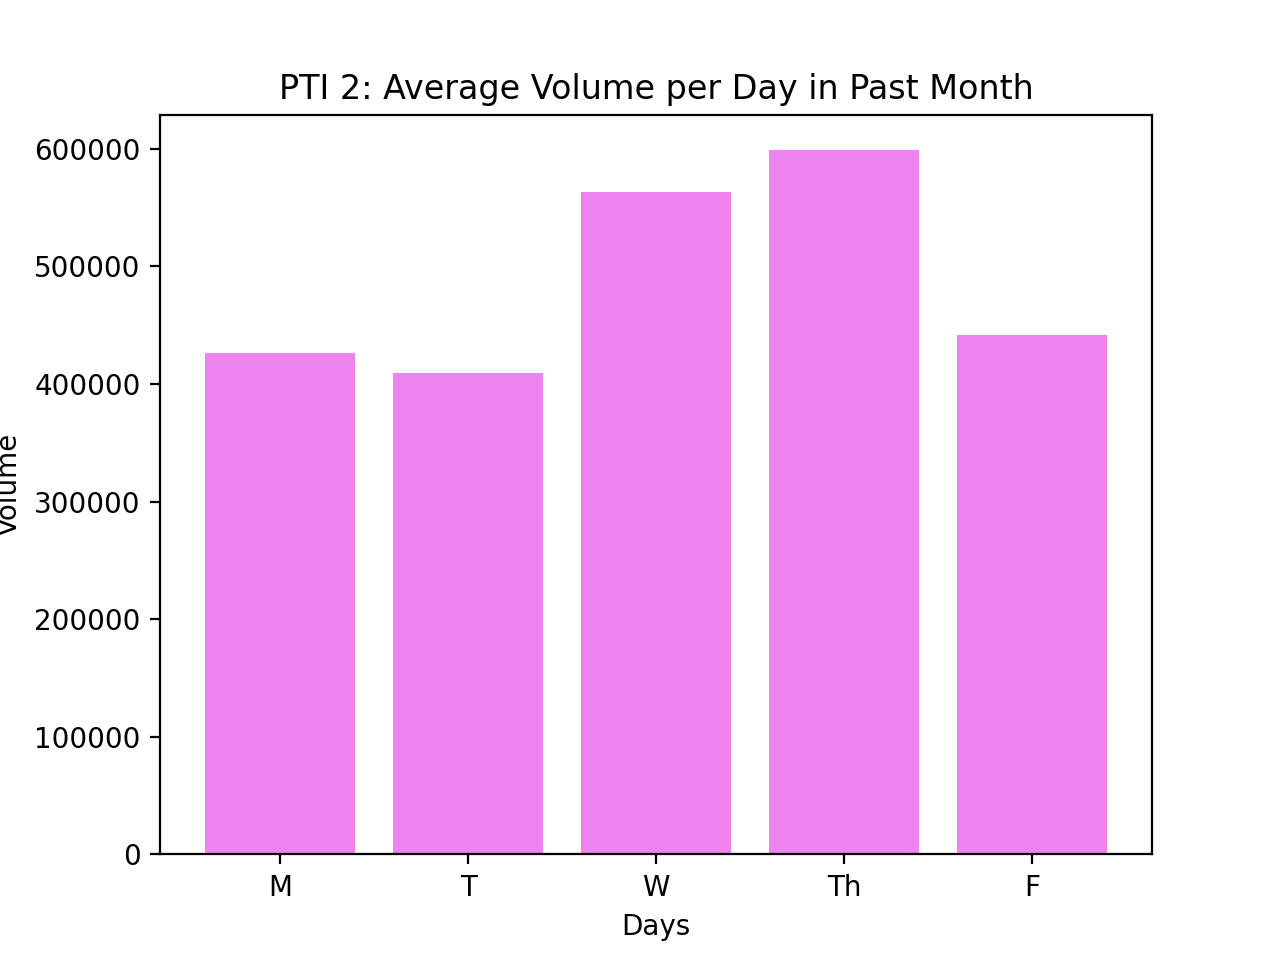 PTI 2: Average Volume per Day in Past Month
600000
500000
400000
300000
200000
100000
0
Volume
M
T
W
Th
F
Days